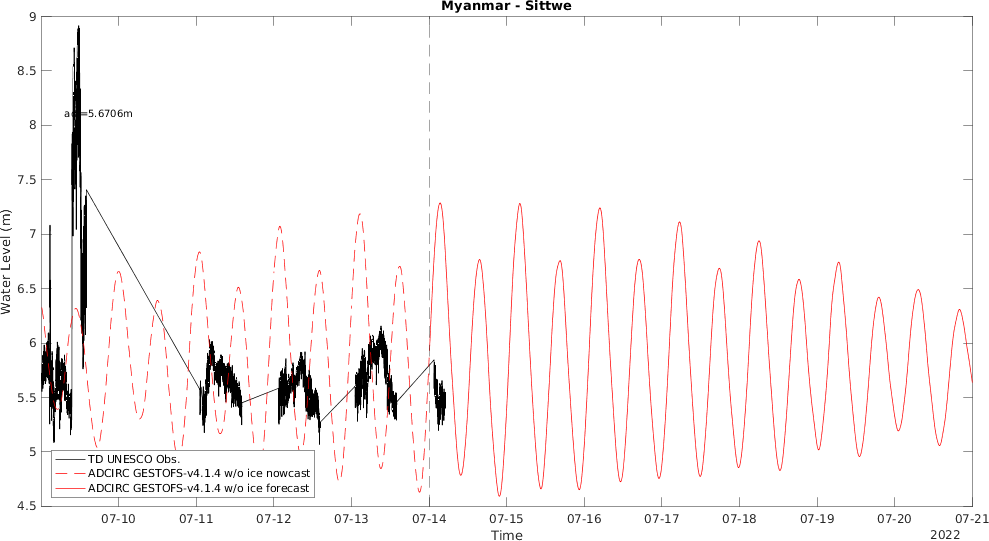 Myanmar - Sittwe
9
8.5
8
7.5
7
6.5
6
5.5
5
4.5
Water Level (m)
=5.6706m
TD UNESCO Obs.
ADCIRC GESTOFS-v4.1.4 w/o ice nowcast
ADCIRC GESTOFS-v4.1.4 w/o ice forecast
07-10 07-11 07-12 07-13 07-14 07-15 07-16 07-17 07-18 07-19 07-20 07-21
Time
2022